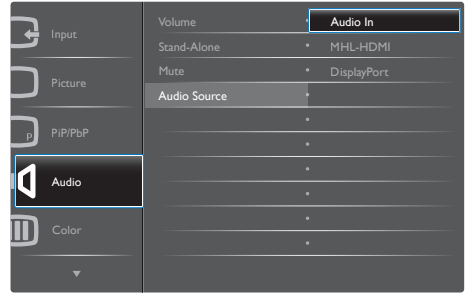 Input
Picture
P
PiP/PbP
Audio
Color
Volume
Stand-Alone
Mute
Audio Source
Audio In
MHL-HDMI
DisplayPort